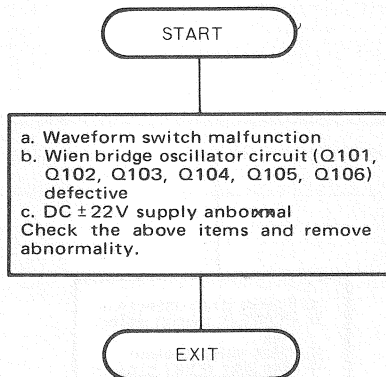 START
a. Waveform switch malfunction
b. Wien bridge oscillator circuit (Q101,
Q102, Q103, Q104, Q105, Q106)
defective
c. DC ± 22V supply anbormal
Check the above items and remove
abnormality.
EXIT